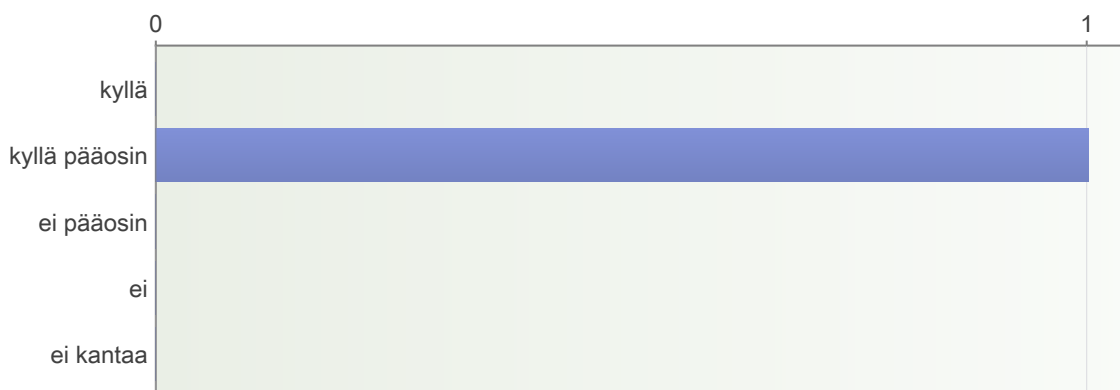 0 1
kyllä
kyllä pääosin
ei pääosin
ei
ei kantaa